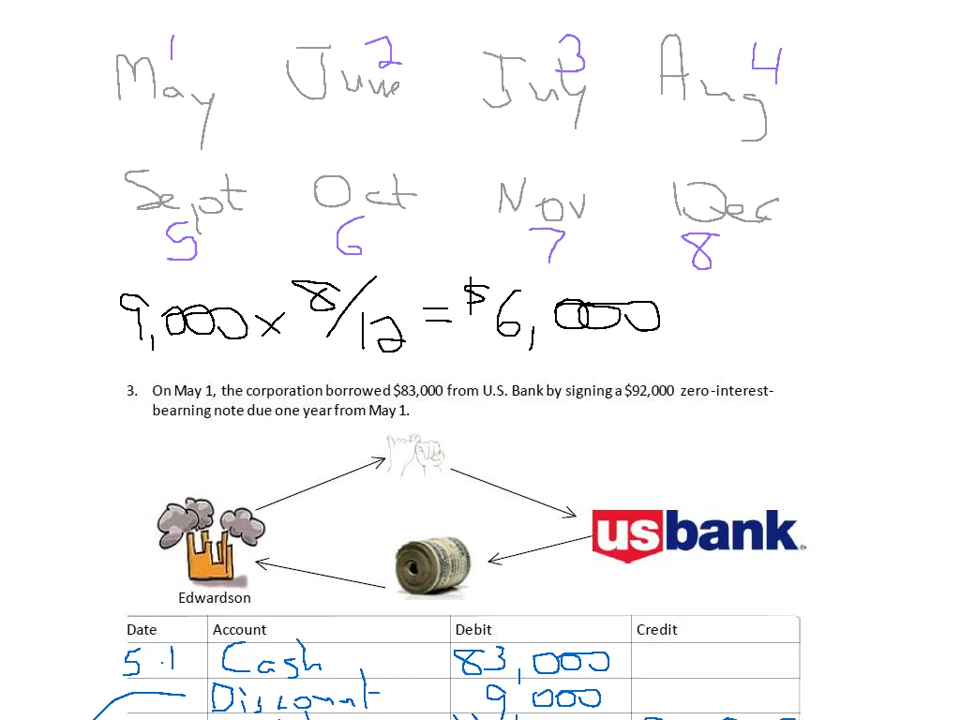 1 2 3 4
May June July Aug
Sept Oct Nov Dec
5 6 7 8
9,000 x 8/12 = $6,000
3. On May 1, the corporation borrowed $83,000 from U.S. Bank by signing a $92,000 zero-interest-
bearning note due one year from May 1.
usbank
Edwardson
Date Account Debit Credit
5.1 Cash 83,000
Discount 9 000